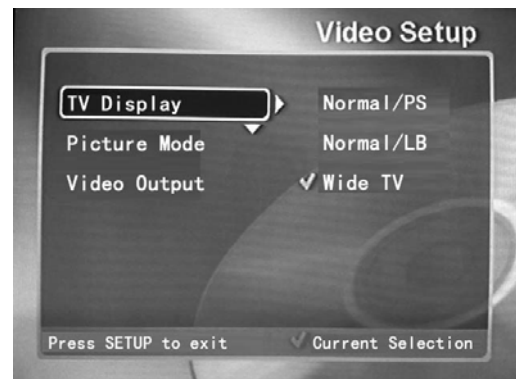 Video Setup
TV Display Normal/PS
Picture Mode Normal/LB
Video Output Wide TV
Press SETUP to exit Current Selection